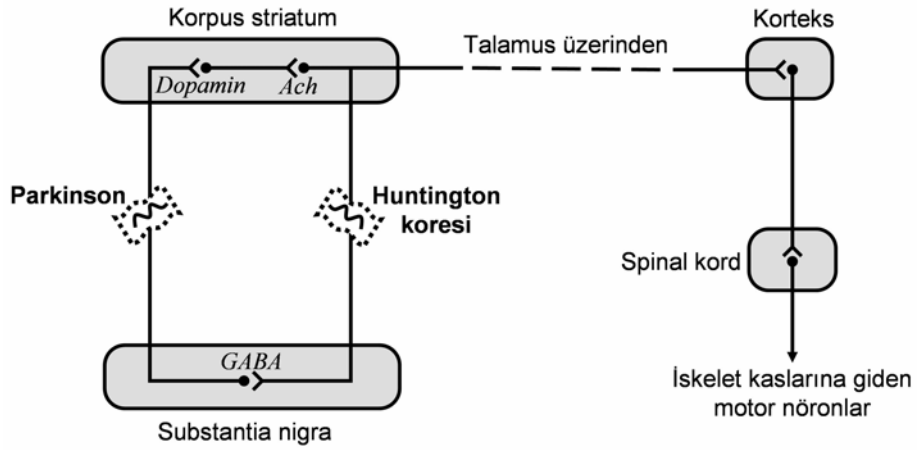 Korpus striatum
Korteks
Talamus üzerinden
Dopamin
Ach
Parkinson
Huntington
koresi
Spinal kord
GABA
İskelet kaslarına giden
motor nöronlar
Substantia nigra